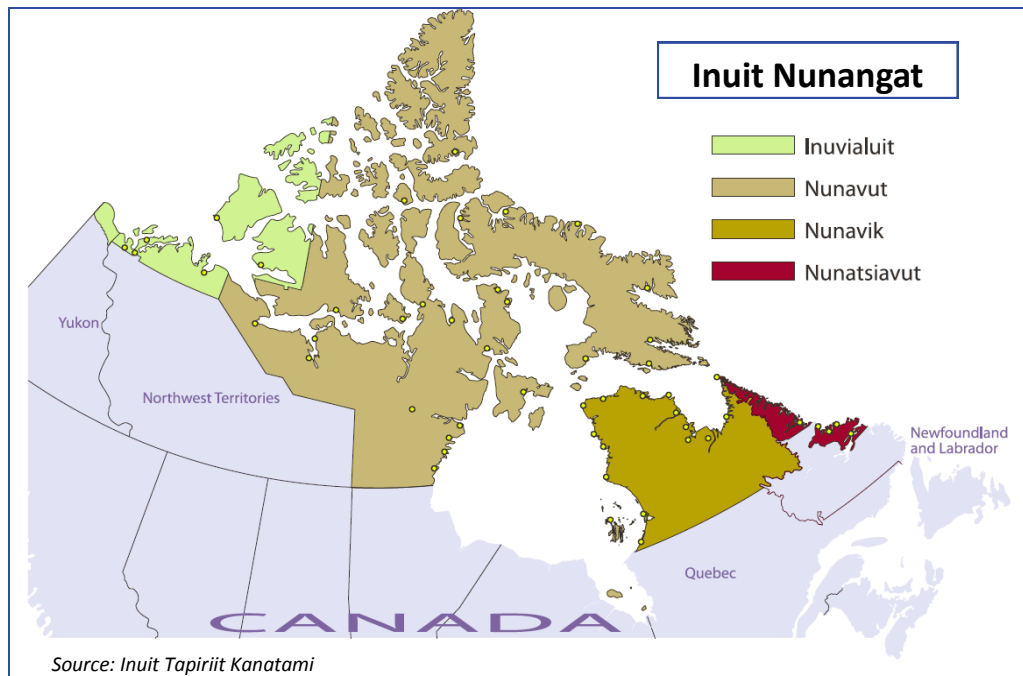 Inuit Nunangat
Inuvialuit
Nunavut
Nunavik
Nunatsiavut
Yukon
Northwest Territories
Newfoundland
and Labrador
Quebec
CANADA
Source: Inuit Tapiriit Kanatami